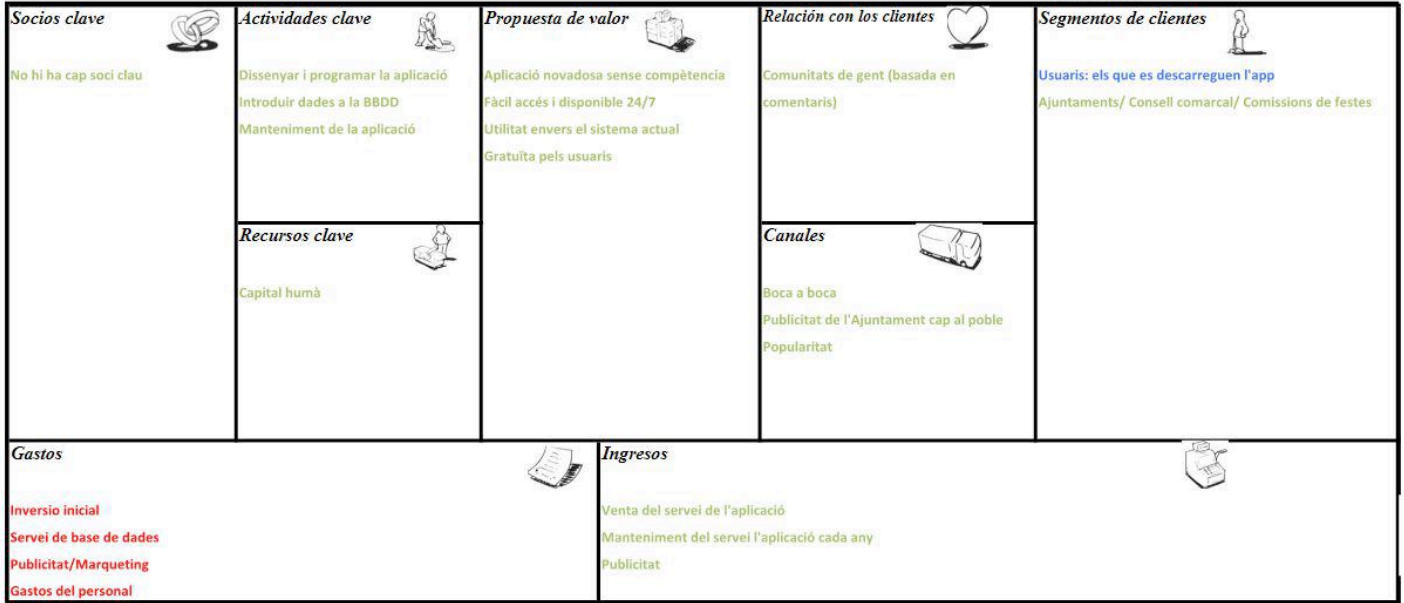 Socios clave
No hi ha cap soci clau
Actividades clave
Dissenyar i programar la aplicació
Introduir dades a la BBDD
Manteniment de la aplicació
Recursos clave
Capital humà
Propuesta de valor
Aplicació novadosa sense competència
Fàcil accés i disponible 24/7
Utilitat envers el sistema actual
Gratuïta pels usuaris
Relación con los clientes
Comunitats de gent (basada en
comentaris)
Canales
Boca a boca
Publicitat de l'Ajuntament cap al poble
Popularitat
Segmentos de clientes
Usuaris: els que es descarreguen l'app
Ajuntaments/ Consell comarcal/ Comissions de festes
Gastos
Inversio inicial
Servei de base de dades
Publicitat/Marqueting
Gastos del personal
Ingresos
Venta del servei de l'aplicació
Manteniment del servei l'aplicació cada any
Publicitat